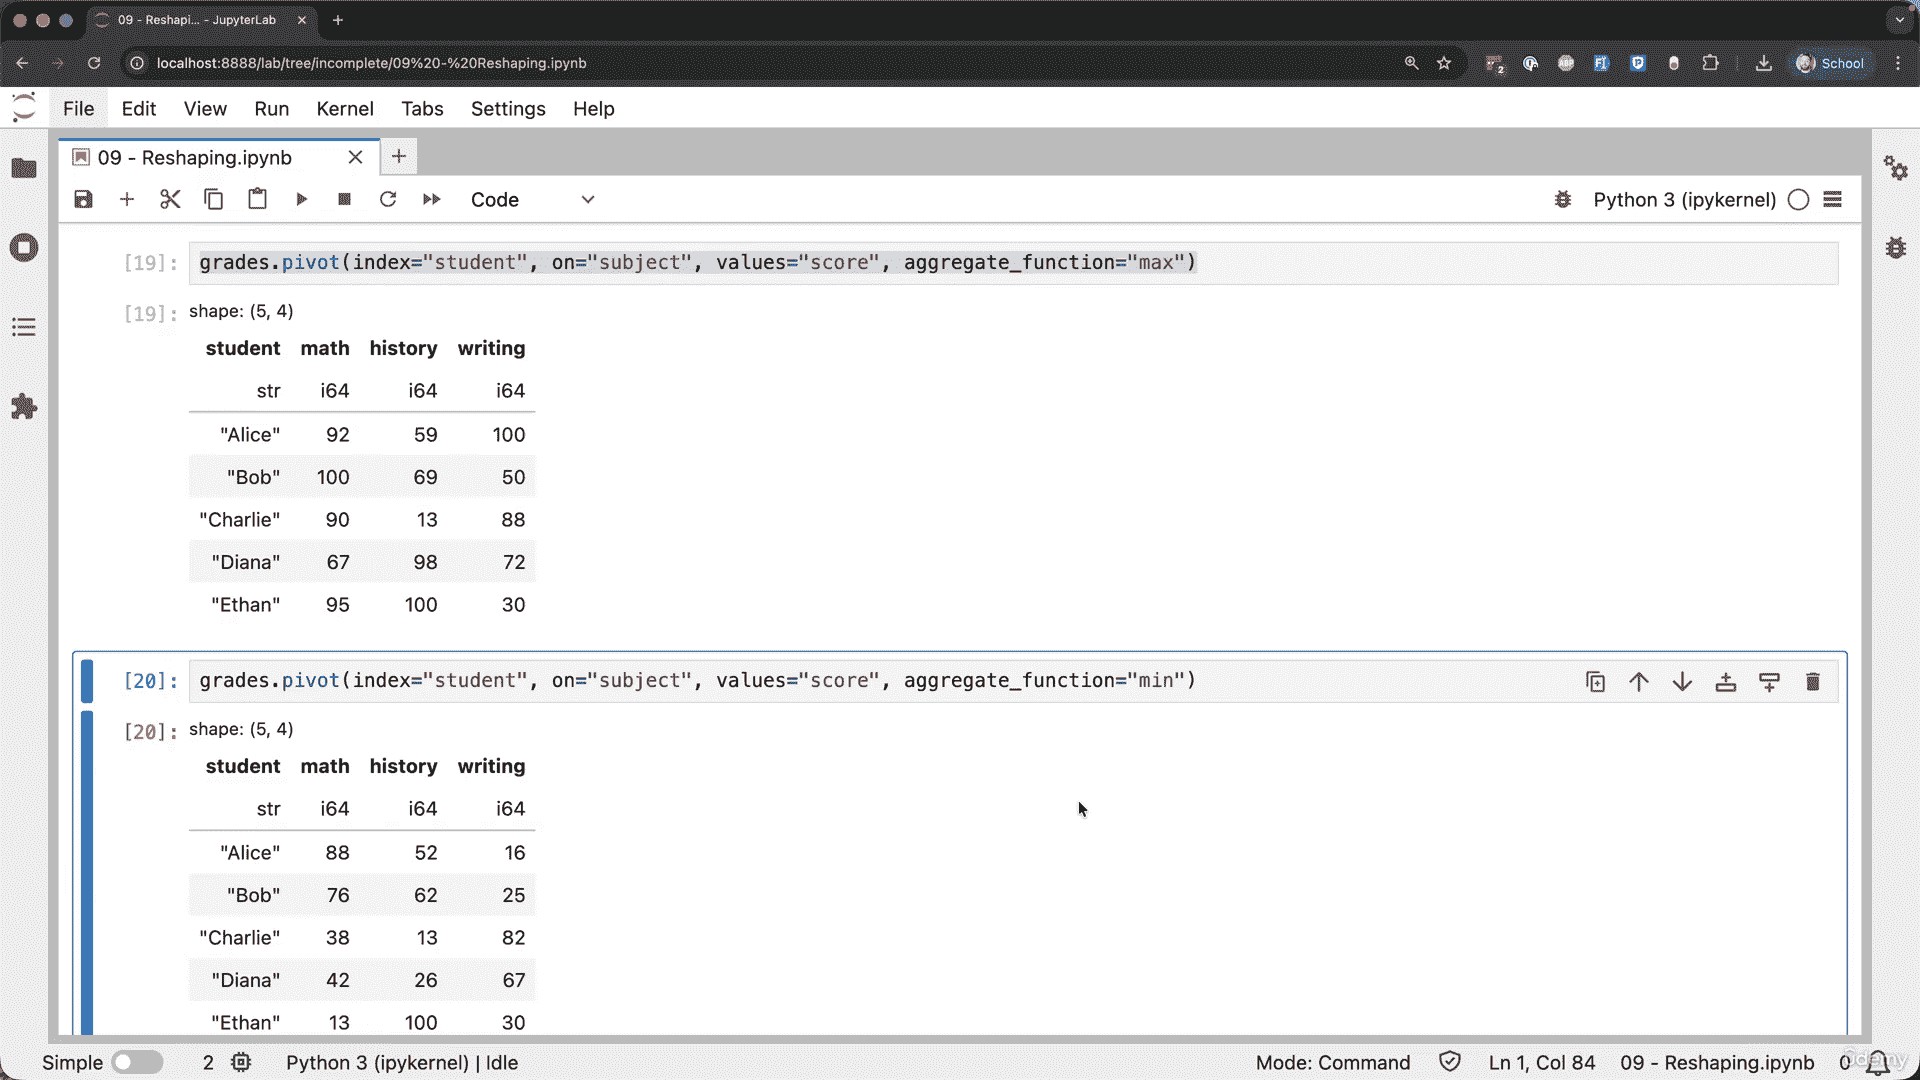 09 - Reshapi... - JupyterLab
localhost:8888/lab/tree/incomplete/09%20-%20Reshaping.ipynb
2
School
File Edit View Run Kernel Tabs Settings Help
09 - Reshaping.ipynb
Code
Python 3 (ipykernel)
[19]: grades.pivot(index="student", on="subject", values="score", aggregate_function="max")
[19]: shape: (5, 4)
student math history writing
str i64 i64 i64
"Alice" 92 59 100
"Bob" 100 69 50
"Charlie" 90 13 88
"Diana" 67 98 72
"Ethan" 95 100 30
[20]: grades.pivot(index="student", on="subject", values="score", aggregate_function="min")
[20]: shape: (5, 4)
student math history writing
str i64 i64 i64
"Alice" 88 52 16
"Bob" 76 62 25
"Charlie" 38 13 82
"Diana" 42 26 67
"Ethan" 13 100 30
Simple 2 Python 3 (ipykernel) | Idle Mode: Command Ln 1, Col 84 09 - Reshaping.ipynb 0
Udemy